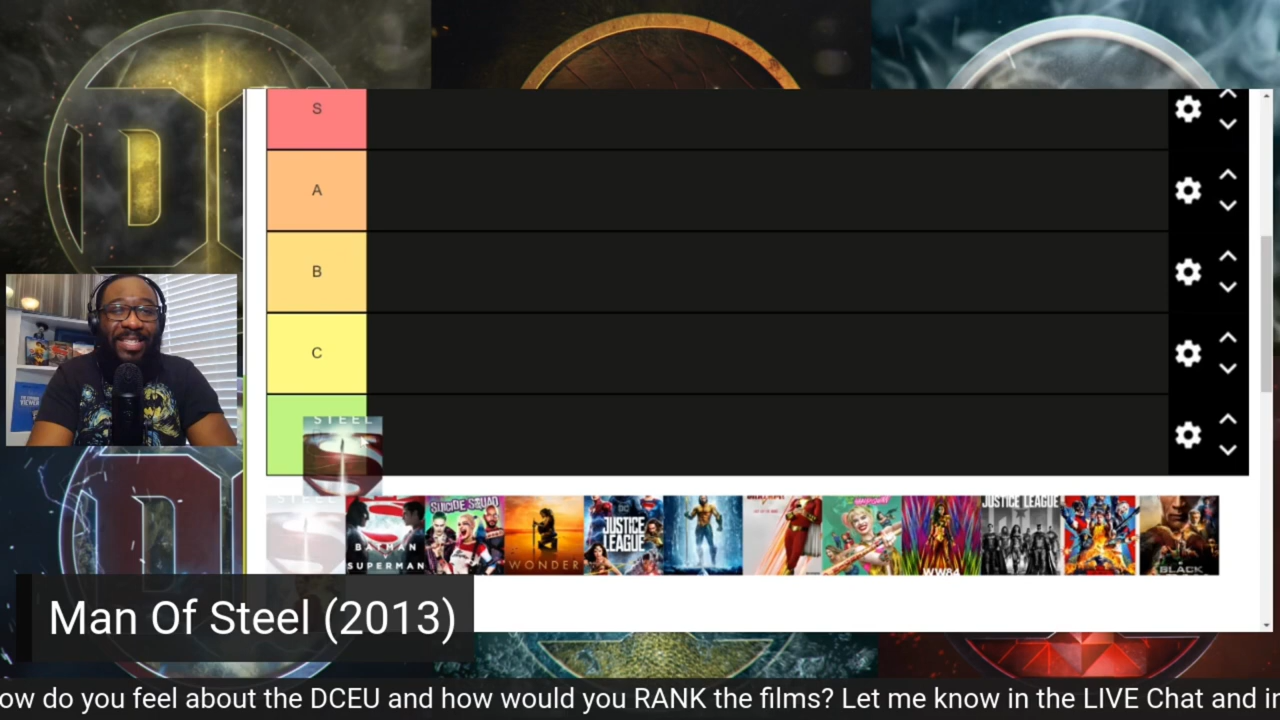 S
A
B
C
STEEL
STEEL
BATMAN
SUPERMAN
SUICIDE SQUAD
WONDER
JUSTICE
LEAGUE
WW84
JUSTICE LEAGUE
BLACK
Man Of Steel (2013)
ow do you feel about the DCEU and how would you RANK the films? Let me know in the LIVE Chat and in